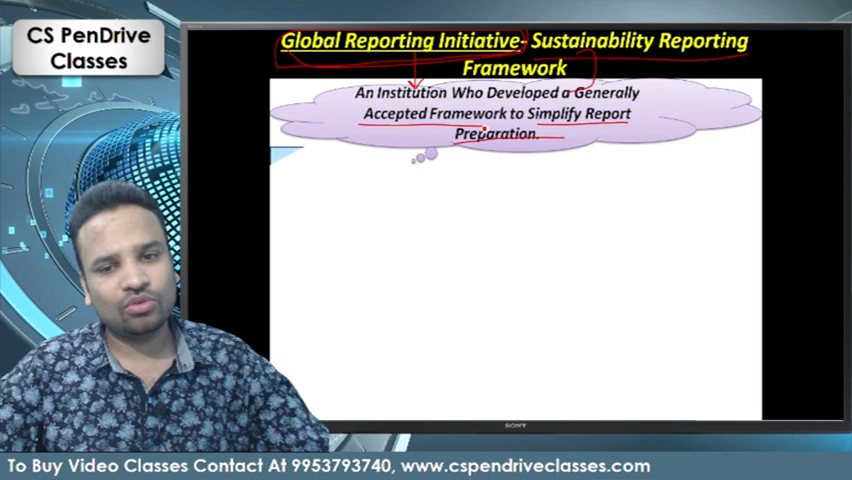 CS PenDrive
Classes
Global Reporting Initiative- Sustainability Reporting
Framework
An Institution Who Developed a Generally
Accepted Framework to Simplify Report
Preparation.
SONY
To Buy Video Classes Contact At 9953793740, www.cspendriveclasses.com